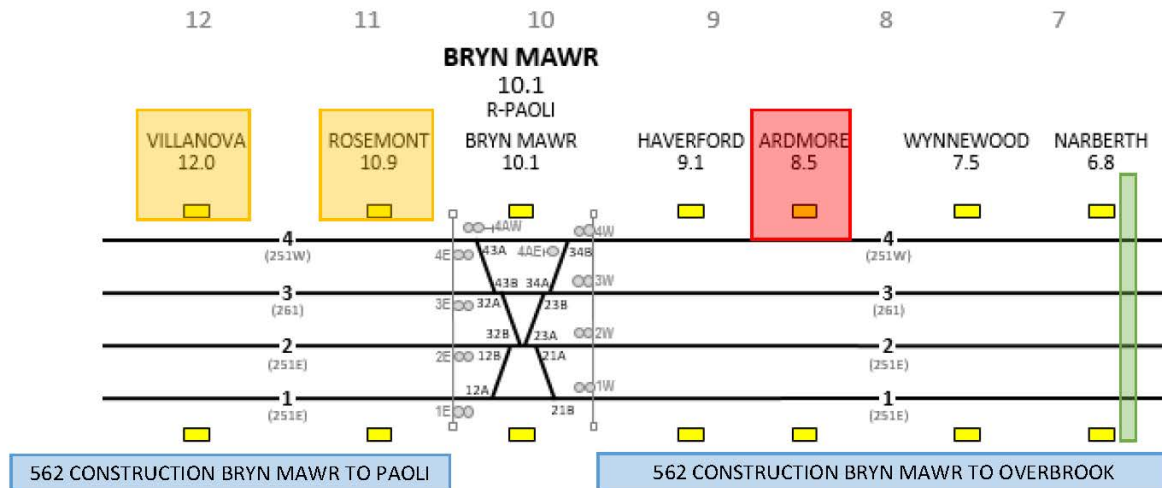 12 11 10 9 8 7
BRYN MAWR
10.1
R-PAOLI
VILLANOVA ROSEMONT BRYN MAWR HAVERFORD ARDMORE WYNNEWOOD NARBERTH
12.0 10.9 10.1 9.1 8.5 7.5 6.8
4AW 4W
4 4
(251W) 4E 43A 4AE 34B (251W)
43B 34A 3W
3 3
(261) 3E 32A 23B (261)
32B 23A 2W
2 2
(251E) 2E 12B 21A (251E)
12A 1W
1 1
(251E) 1E 21B (251E)
562 CONSTRUCTION BRYN MAWR TO PAOLI 562 CONSTRUCTION BRYN MAWR TO OVERBROOK